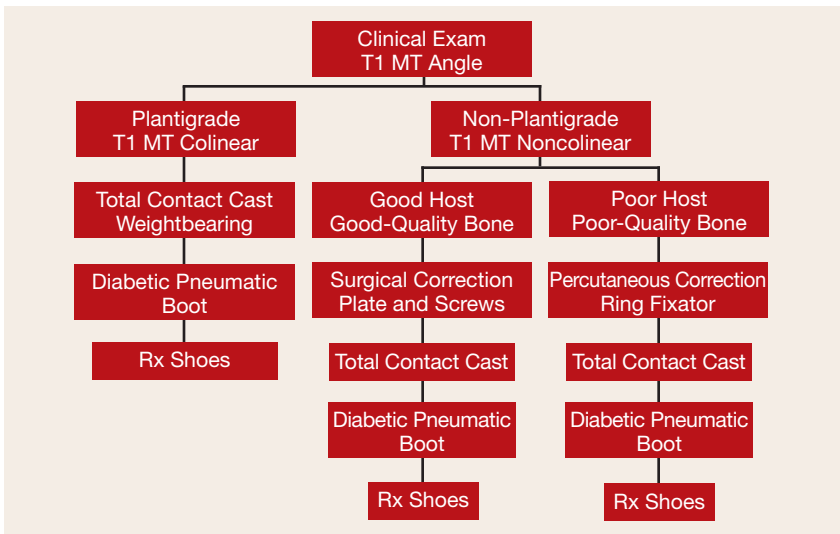 Clinical Exam
T1 MT Angle
Plantigrade
T1 MT Colinear
Non-Plantigrade
T1 MT Noncolinear
Total Contact Cast
Weightbearing
Good Host
Good-Quality Bone
Poor Host
Poor-Quality Bone
Diabetic Pneumatic
Boot
Surgical Correction
Plate and Screws
Percutaneous Correction
Ring Fixator
Rx Shoes
Total Contact Cast
Total Contact Cast
Diabetic Pneumatic
Boot
Diabetic Pneumatic
Boot
Rx Shoes
Rx Shoes